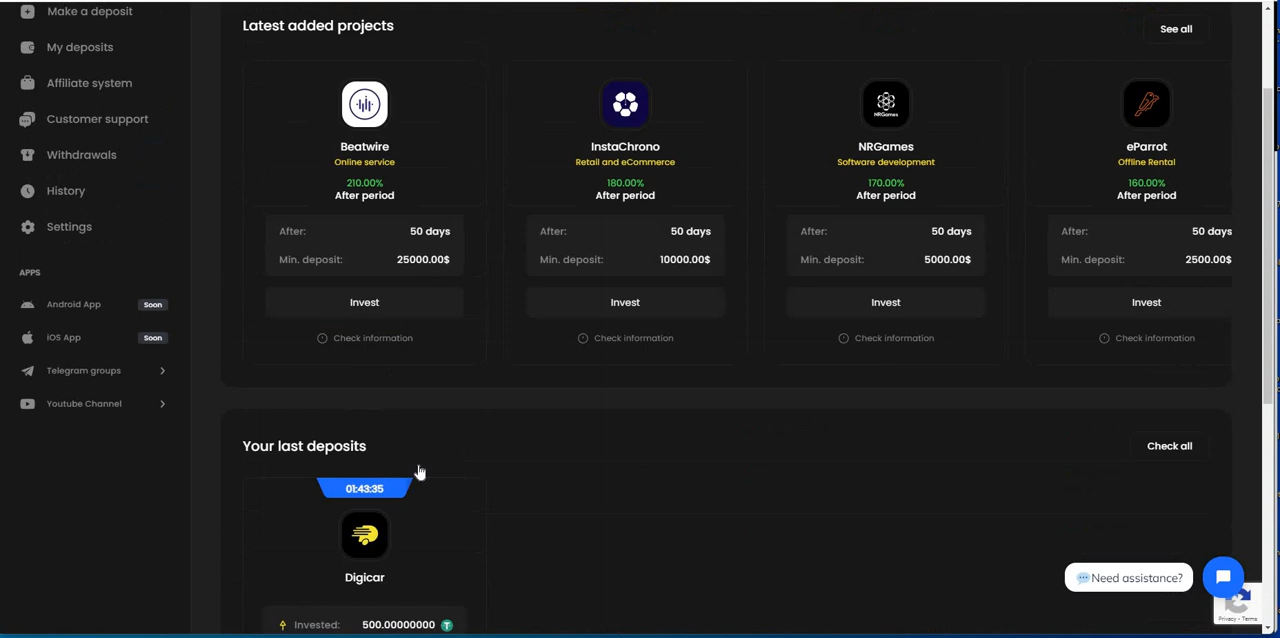 Make a deposit
My deposits
Affiliate system
Customer support
Withdrawals
History
Settings
APPS
Android App Soon
iOS App Soon
Telegram groups
Youtube Channel
Latest added projects
See all
Beatwire
Online service
210.00%
After period
After: 50 days
Min. deposit: 25000.00$
Invest
Check information
InstaChrono
Retail and eCommerce
180.00%
After period
After: 50 days
Min. deposit: 10000.00$
Invest
Check information
NRGames
NRGames
Software development
170.00%
After period
After: 50 days
Min. deposit: 5000.00$
Invest
Check information
eParrot
Offline Rental
160.00%
After period
After: 50 days
Min. deposit: 2500.00$
Invest
Check information
Your last deposits
Check all
01:43:35
Digicar
Invested: 500.00000000
Need assistance?
Privacy - Terms